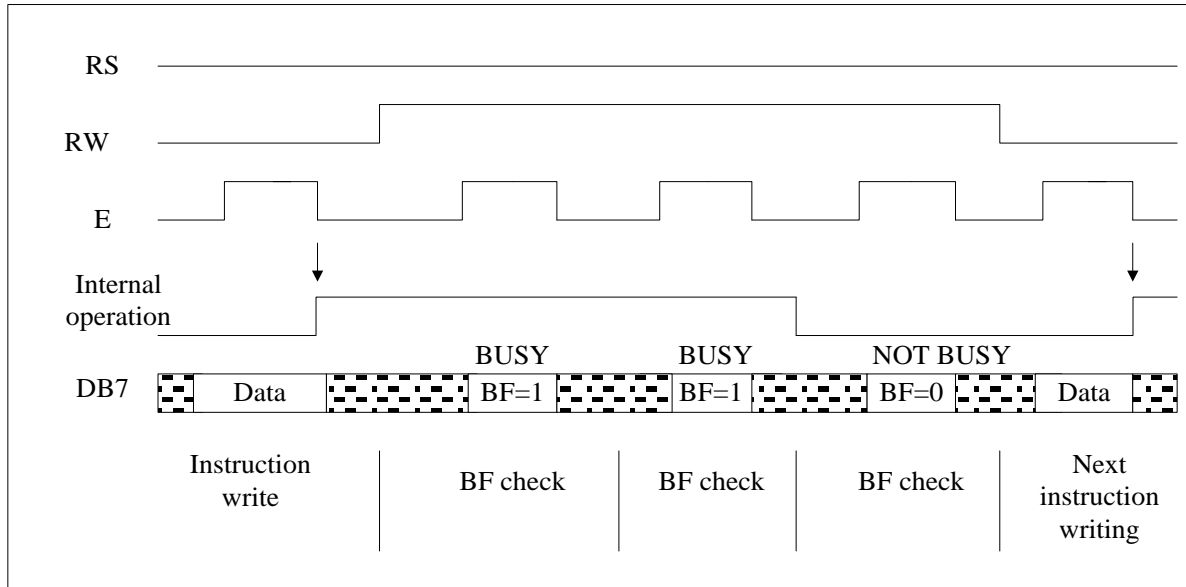 RS
RW
E
Internal
operation
BUSY BUSY NOT BUSY
DB7 Data BF=1 BF=1 BF=0 Data
Instruction
write
BF check BF check BF check
Next
instruction
writing